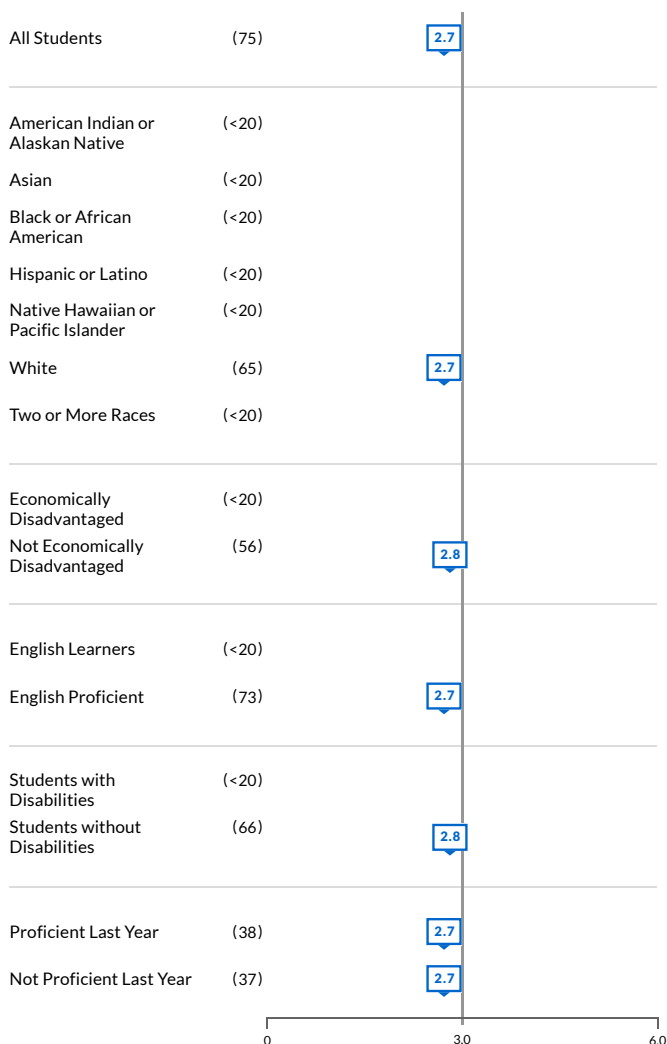 All Students (75) 2.7
American Indian or (<20)
Alaskan Native
Asian (<20)
Black or African (<20)
American
Hispanic or Latino (<20)
Native Hawaiian or (<20)
Pacific Islander
White (65) 2.7
Two or More Races (<20)
Economically (<20)
Disadvantaged
Not Economically (56) 2.8
Disadvantaged
English Learners (<20)
English Proficient (73) 2.7
Students with (<20)
Disabilities
Students without (66) 2.8
Disabilities
Proficient Last Year (38) 2.7
Not Proficient Last Year (37) 2.7
0 3.0 6.0